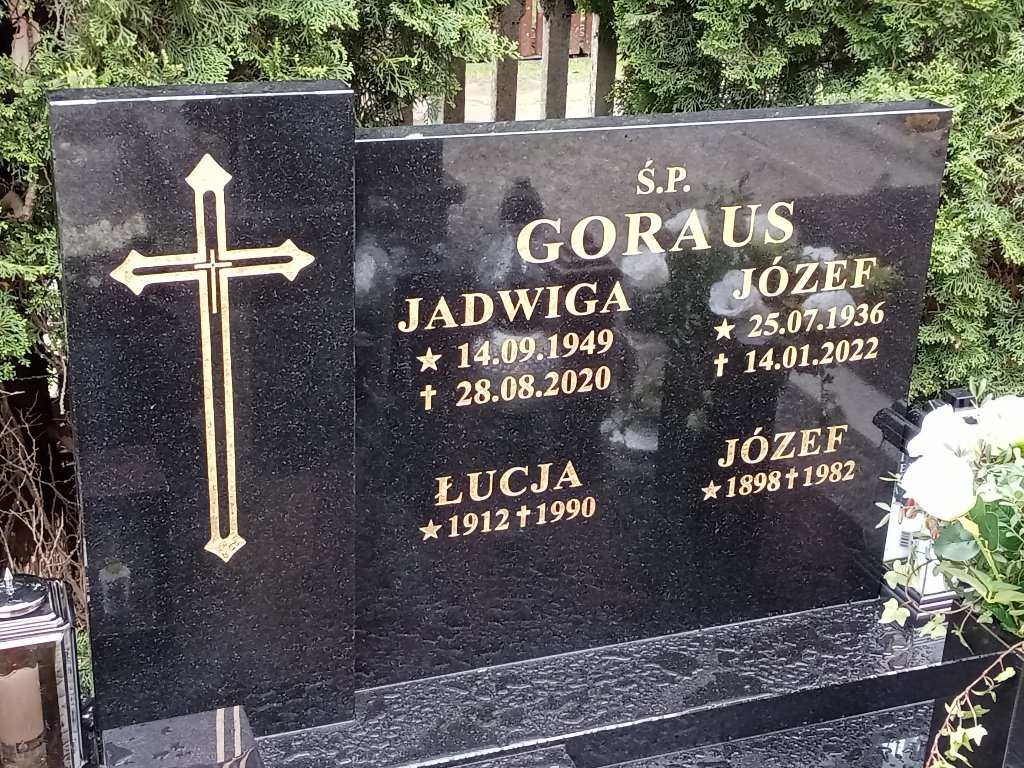 Ś.P.
GORAUS
JADWIGA
★ 14.09.1949
✝ 28.08.2020
JÓZEF
★ 25.07.1936
✝ 14.01.2022
ŁUCJA
★1912✝1990
JÓZEF
★1898✝1982